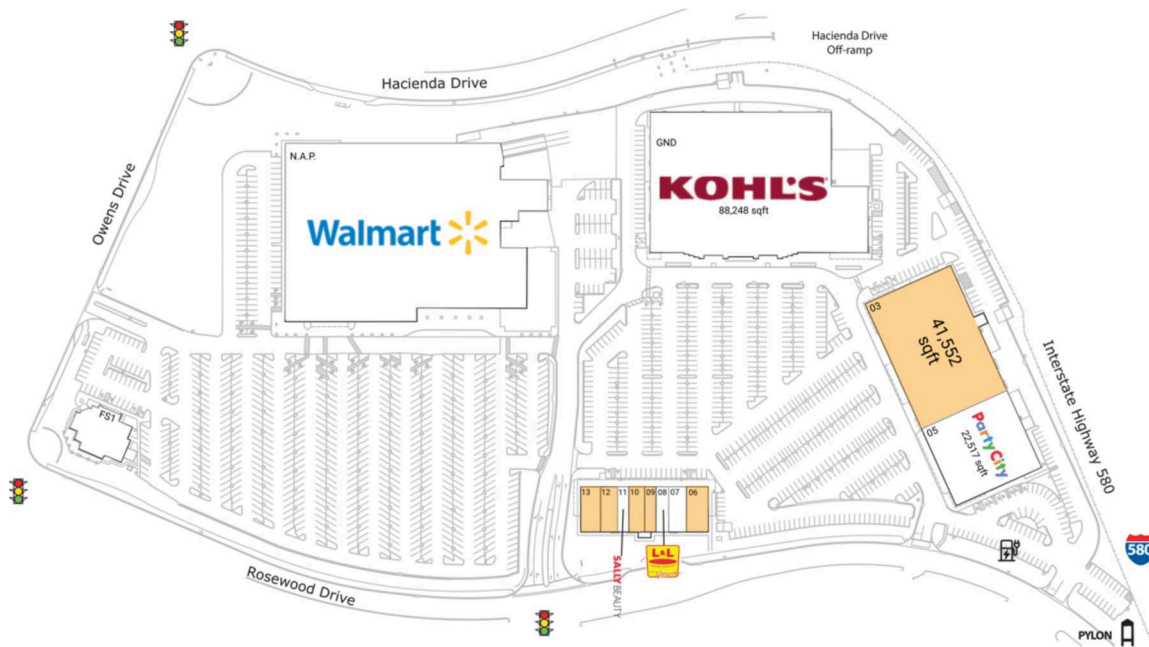 Hacienda Drive
Off-ramp
Hacienda Drive
Owens Drive
N.A.P.
Walmart
GND
KOHL'S
88,248 sqft
03
41,552
sqft
Interstate Highway 580
05
PartyCity
22,517 sqft
FS1
13
12
11
10
09
08
07
06
SALLY BEAUTY
L&L
580
Rosewood Drive
PYLON